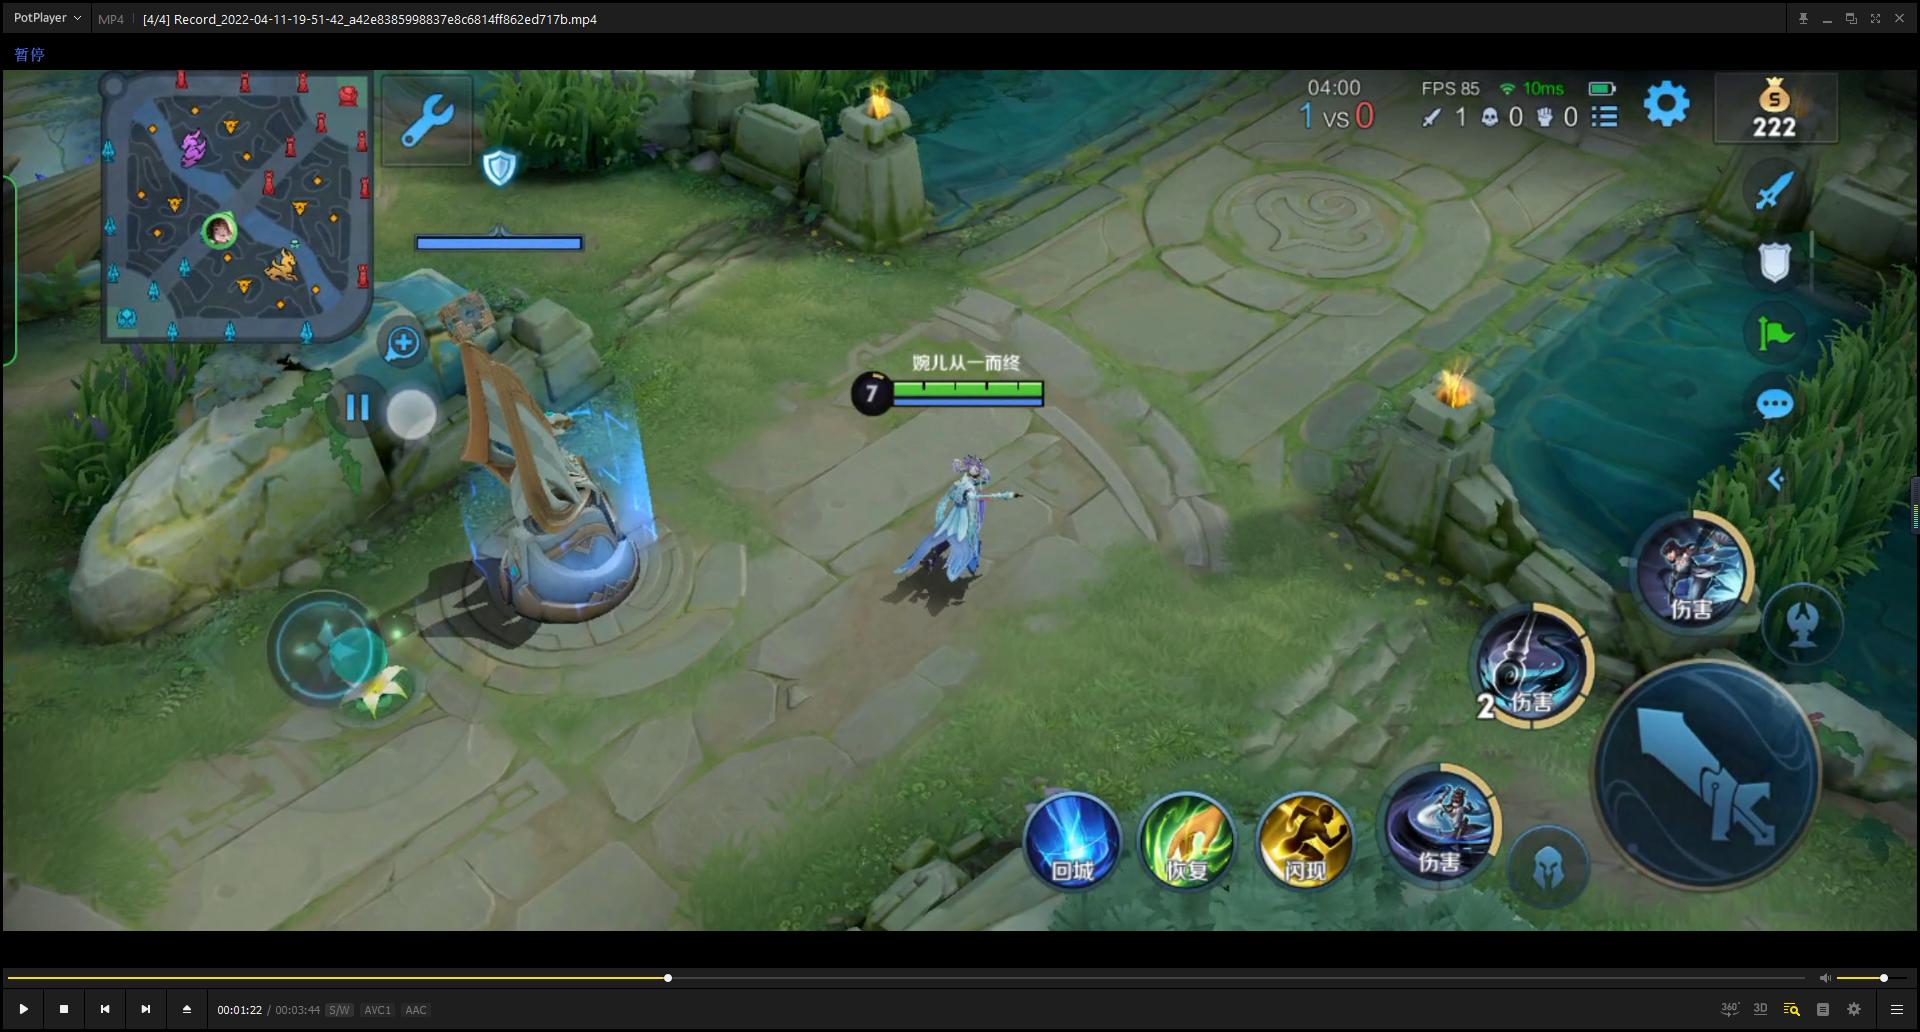 PotPlayer
MP4
[4/4] Record_2022-04-11-19-51-42_a42e8385998837e8c6814ff862ed717b.mp4
暂停
04:00
1 VS 0
FPS 85
10ms
1 0 0
S
222
婉儿从一而终
7
伤害
2
伤害
伤害
回城
恢复
闪现
00:01:22 / 00:03:44 S/W AVC1 AAC
360°
3D